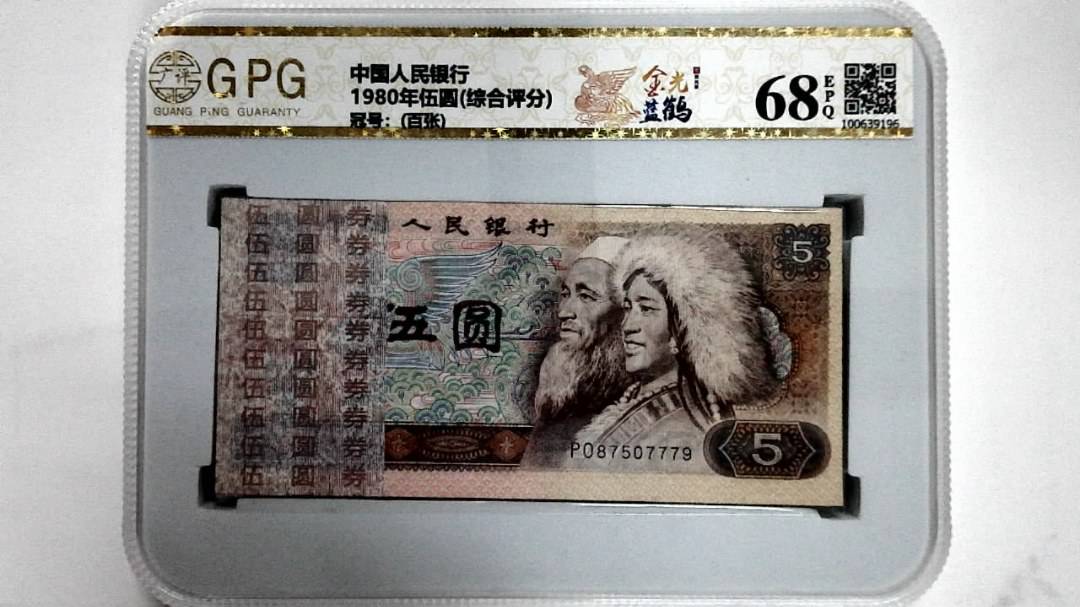 广评
GPG
GUANG PING GUARANTY
中国人民银行
1980年伍圆(综合评分)
冠号：(百张)
金光
蓝鹤
68
EPQ
100639196
伍 圆 券
伍 圆 券
伍 圆 券
伍 圆 券
伍 圆 券
伍 圆 券
伍 圆 券
伍 圆 券
伍 圆 券
伍 圆 券
人民银行
5
五圆
PO87507779
5